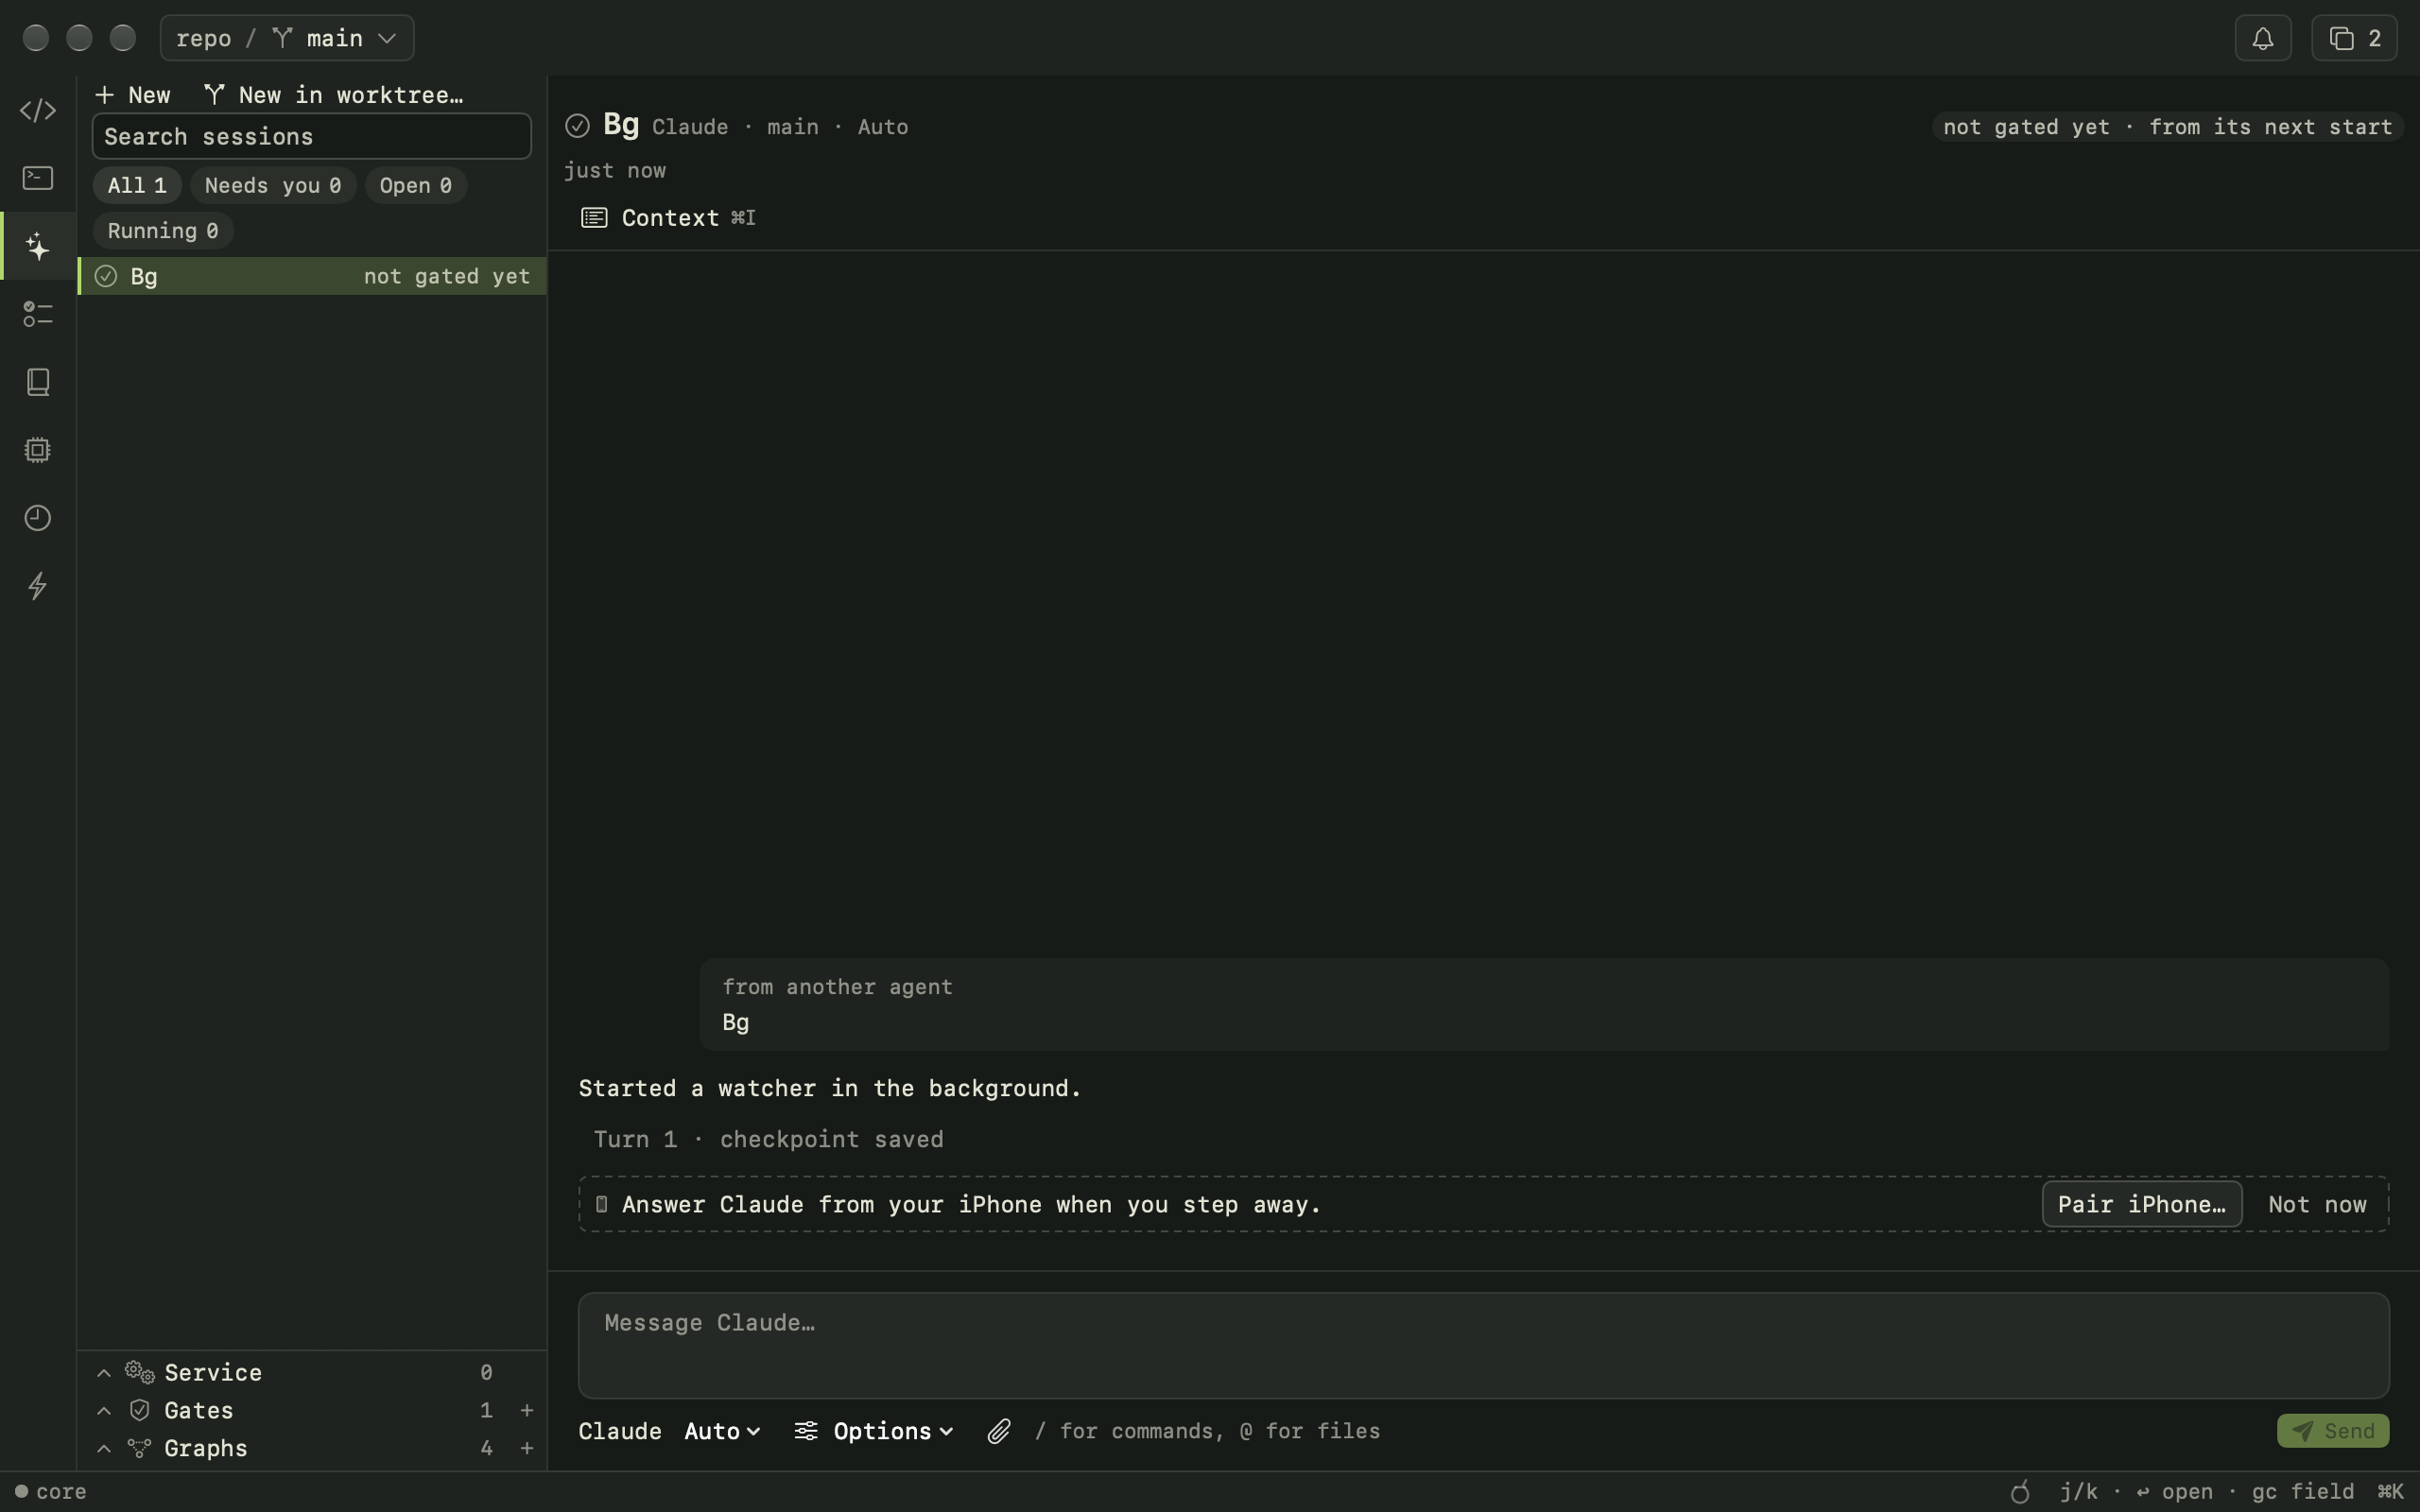 repo / main
2
+ New New in worktree…
Search sessions
All 1 Needs you 0 Open 0
Running 0
Bg not gated yet
Service 0
Gates 1 +
Graphs 4 +
Bg Claude · main · Auto
not gated yet · from its next start
just now
Context ⌘I
from another agent
Bg
Started a watcher in the background.
Turn 1 · checkpoint saved
Answer Claude from your iPhone when you step away. Pair iPhone… Not now
Message Claude…
Claude Auto Options / for commands, @ for files Send
core
j/k · ↩ open · gc field ⌘K